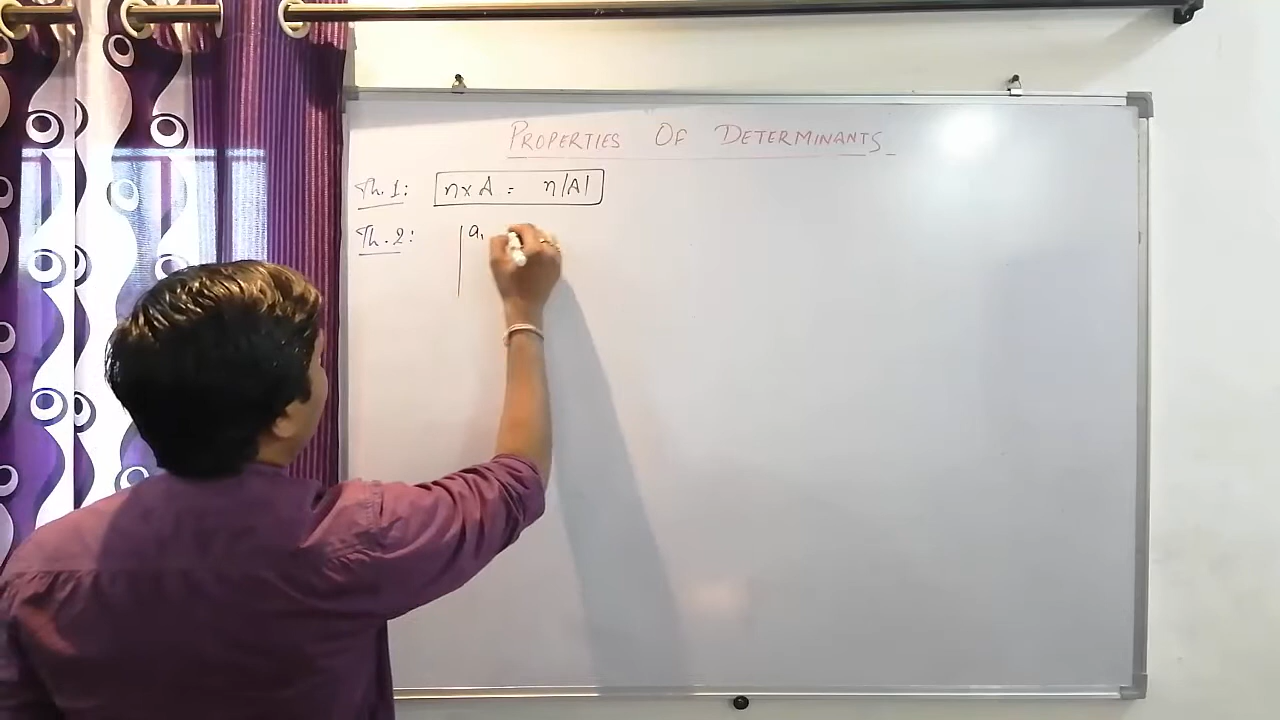 PROPERTIES OF DETERMINANTS
Th.1: n×A = n|A|
Th.2: | a₁